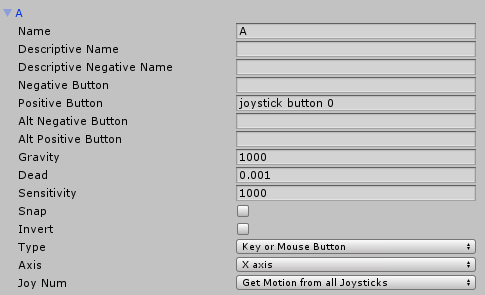 A
Name A
Descriptive Name
Descriptive Negative Name
Negative Button
Positive Button joystick button 0
Alt Negative Button
Alt Positive Button
Gravity 1000
Dead 0.001
Sensitivity 1000
Snap
Invert
Type Key or Mouse Button
Axis X axis
Joy Num Get Motion from all Joysticks